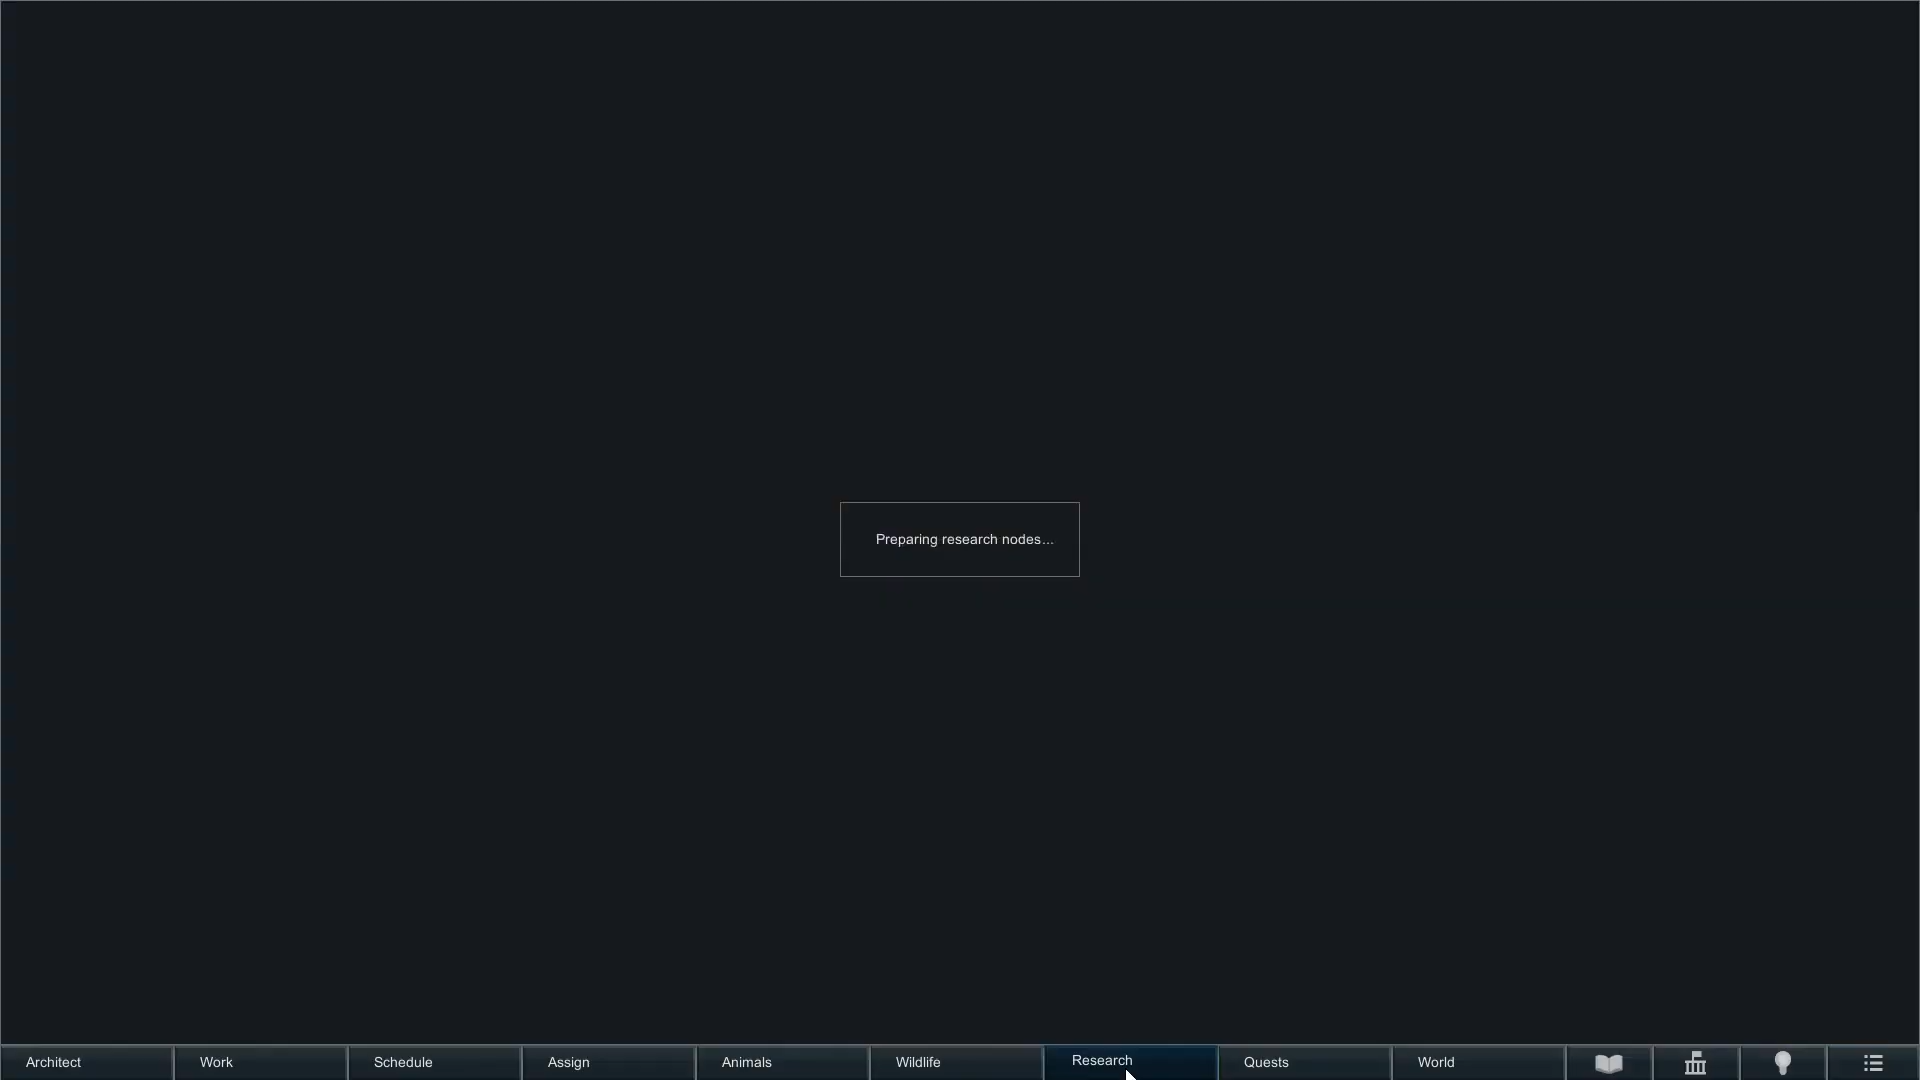 Preparing research nodes...
Architect
Work
Schedule
Assign
Animals
Wildlife
Research
Quests
World